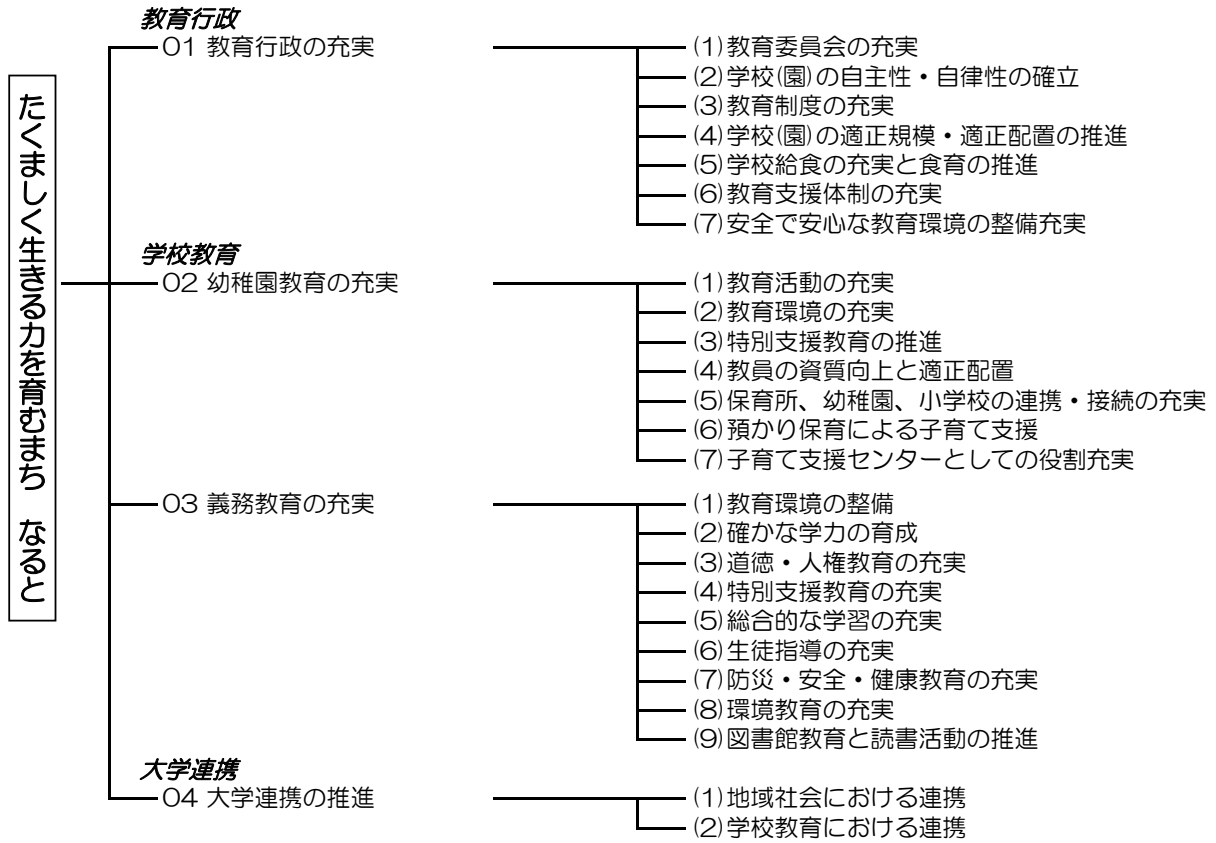 たくましく生きる力を育むまち なると
教育行政
01 教育行政の充実
(1)教育委員会の充実
(2)学校(園)の自主性・自律性の確立
(3)教育制度の充実
(4)学校(園)の適正規模・適正配置の推進
(5)学校給食の充実と食育の推進
(6)教育支援体制の充実
(7)安全で安心な教育環境の整備充実
学校教育
02 幼稚園教育の充実
(1)教育活動の充実
(2)教育環境の充実
(3)特別支援教育の推進
(4)教員の資質向上と適正配置
(5)保育所、幼稚園、小学校の連携・接続の充実
(6)預かり保育による子育て支援
(7)子育て支援センターとしての役割充実
03 義務教育の充実
(1)教育環境の整備
(2)確かな学力の育成
(3)道徳・人権教育の充実
(4)特別支援教育の充実
(5)総合的な学習の充実
(6)生徒指導の充実
(7)防災・安全・健康教育の充実
(8)環境教育の充実
(9)図書館教育と読書活動の推進
大学連携
04 大学連携の推進
(1)地域社会における連携
(2)学校教育における連携